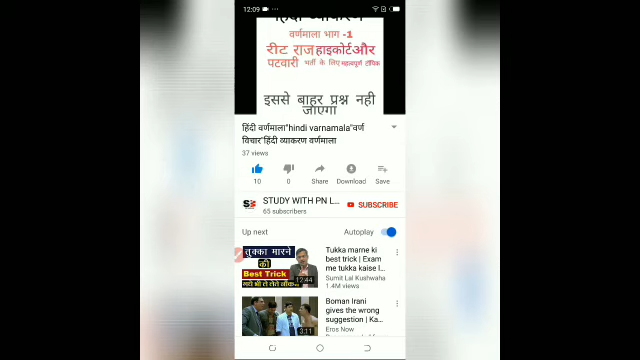 12:09
हिंदी व्याकरण
वर्णमाला भाग -1
रीट राज हाइकोर्ट और
पटवारी भर्ती के लिए महत्वपूर्ण टॉपिक
इससे बाहर प्रश्न नही
जाएगा
हिंदी वर्णमाला"hindi varnamala"वर्ण
विचार"हिंदी व्याकरण वर्णमाला
37 views
10 0 Share Download Save
STUDY WITH PN L... SUBSCRIBE
65 subscribers
Up next Autoplay
तुक्का मारने
की
Best Trick
12:44
Tukka marne ki
best trick | Exam
me tukka kaise l...
Sumit Lal Kushwaha
1.4M views
3:11
Boman Irani
gives the wrong
suggestion | Ka...
Eros Now